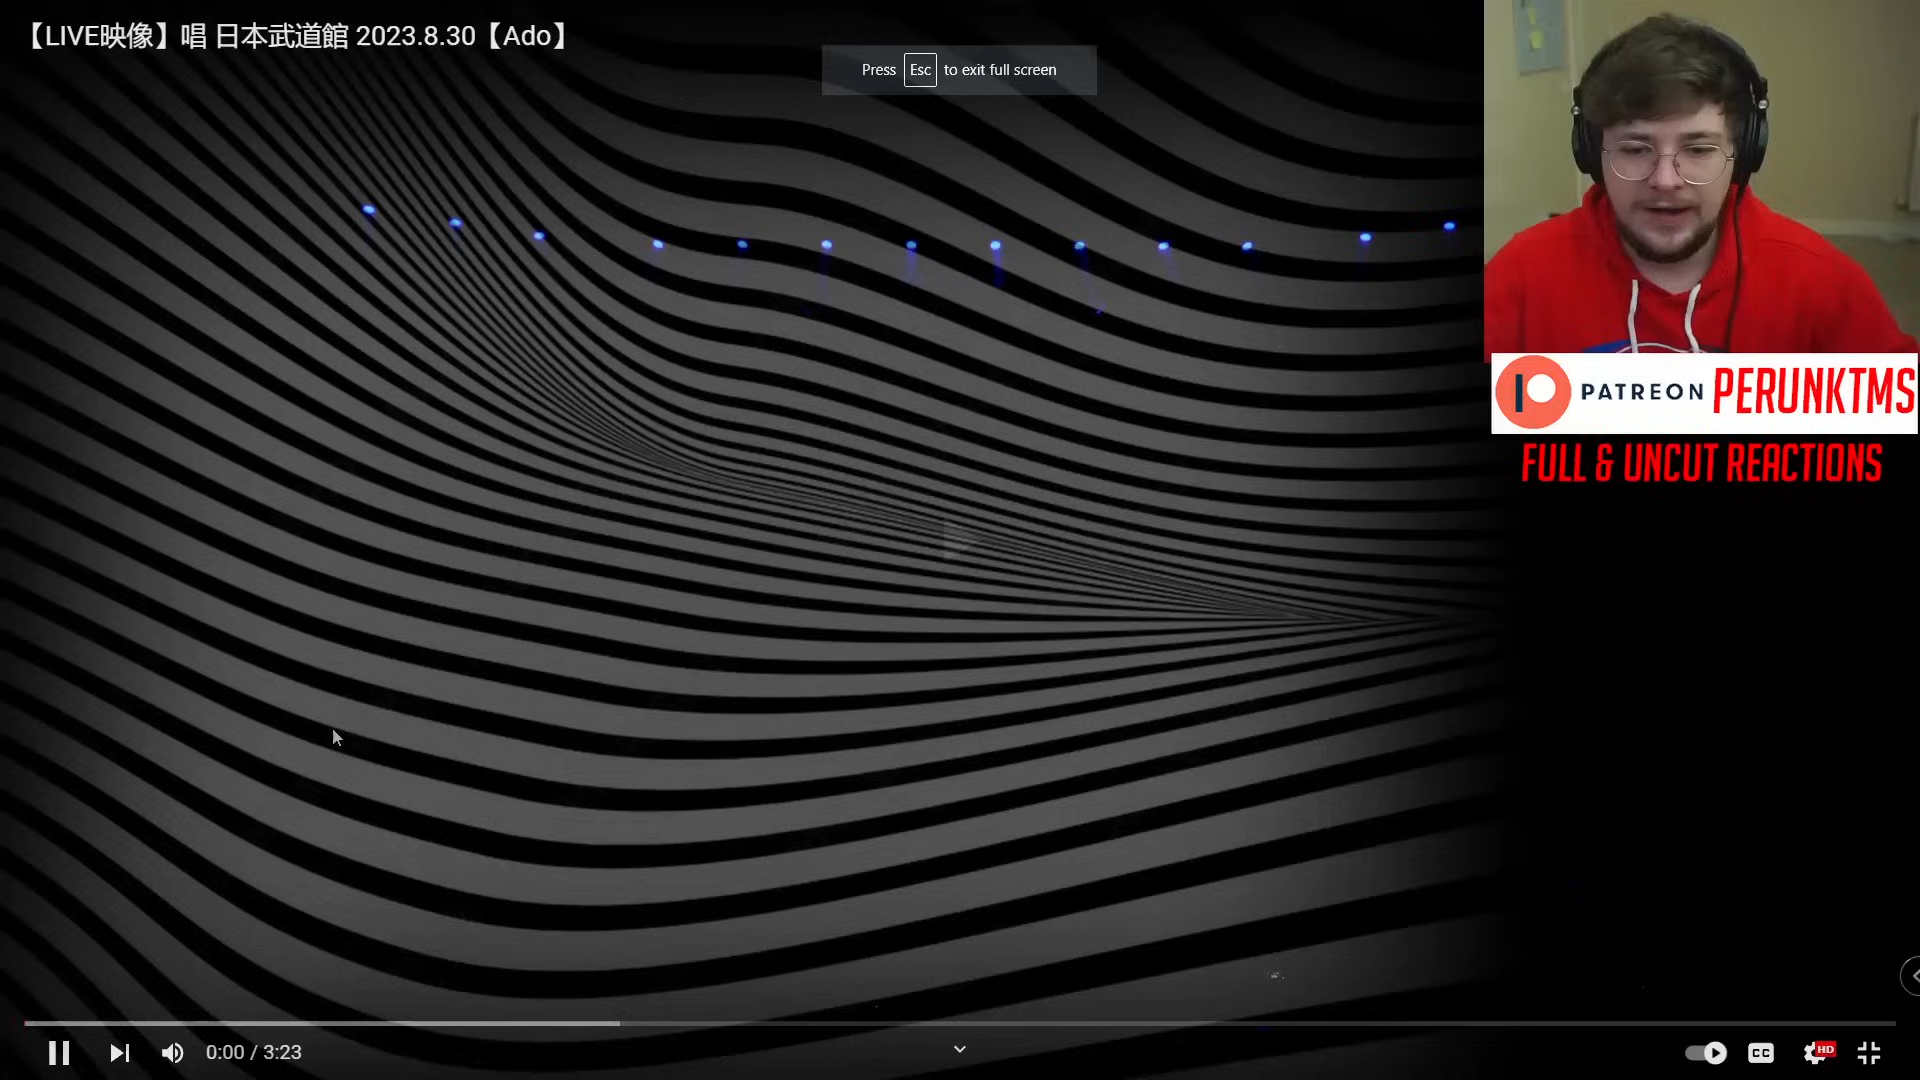 【LIVE映像】唱 日本武道館 2023.8.30【Ado】
Press Esc to exit full screen
PATREON PERUNKTMS
FULL & UNCUT REACTIONS
0:00 / 3:23
CC
HD